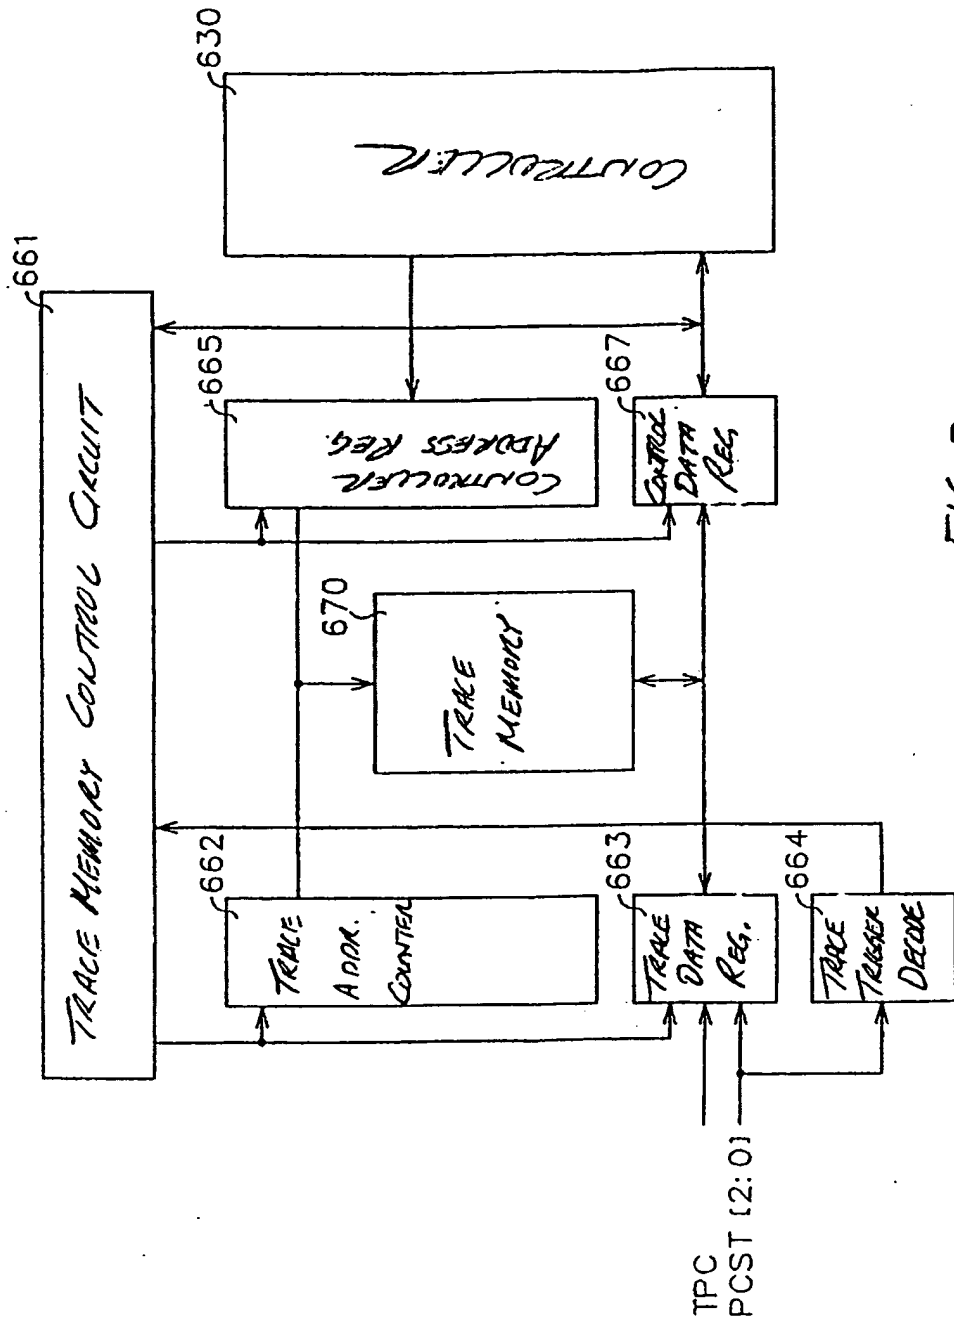 661
TRACE MEMORY CONTROL CIRCUIT
662
TRACE
ADDR.
COUNTER
665
CONTROLLER
ADDRESS REG.
630
CONTROLLER
670
TRACE
MEMORY
663
TRACE
DATA
REG.
667
CONTROL
DATA
REG.
664
TRACE
TRIGGER
DECODE
TPC
PCST [2:0]